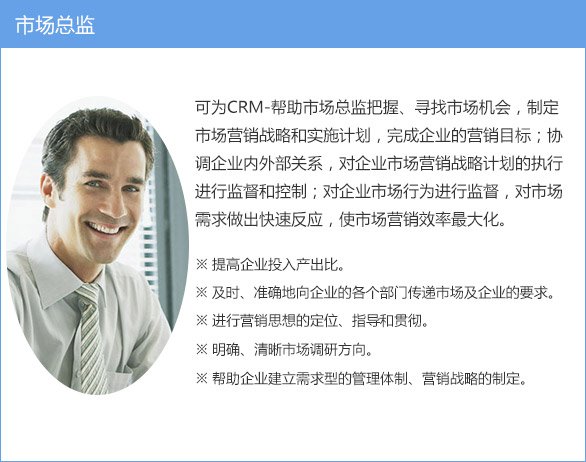 市场总监
可为CRM-帮助市场总监把握、寻找市场机会，制定
市场营销战略和实施计划，完成企业的营销目标；协
调企业内外部关系，对企业市场营销战略计划的执行
进行监督和控制；对企业市场行为进行监督，对市场
需求做出快速反应，使市场营销效率最大化。
※ 提高企业投入产出比。
※ 及时、准确地向企业的各个部门传递市场及企业的要求。
※ 进行营销思想的定位、指导和贯彻。
※ 明确、清晰市场调研方向。
※ 帮助企业建立需求型的管理体制、营销战略的制定。